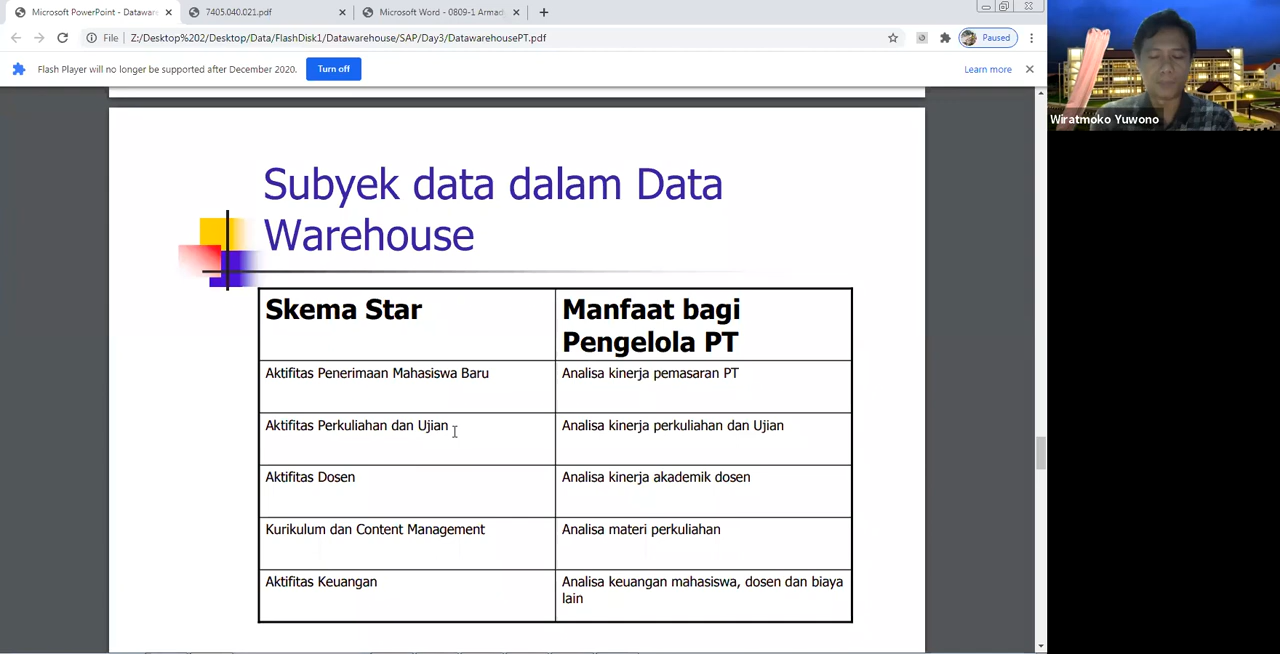 Microsoft PowerPoint - Datawar
7405.040.021.pdf
Microsoft Word - 0809-1 Armad
File
Z:/Desktop%202/Desktop/Data/FlashDisk1/Datawarehouse/SAP/Day3/DatawarehousePT.pdf
Paused
Flash Player will no longer be supported after December 2020.
Turn off
Learn more
Wiratmoko Yuwono
Subyek data dalam Data
Warehouse
Skema Star
Manfaat bagi
Pengelola PT
Aktifitas Penerimaan Mahasiswa Baru
Analisa kinerja pemasaran PT
Aktifitas Perkuliahan dan Ujian
Analisa kinerja perkuliahan dan Ujian
Aktifitas Dosen
Analisa kinerja akademik dosen
Kurikulum dan Content Management
Analisa materi perkuliahan
Aktifitas Keuangan
Analisa keuangan mahasiswa, dosen dan biaya
lain